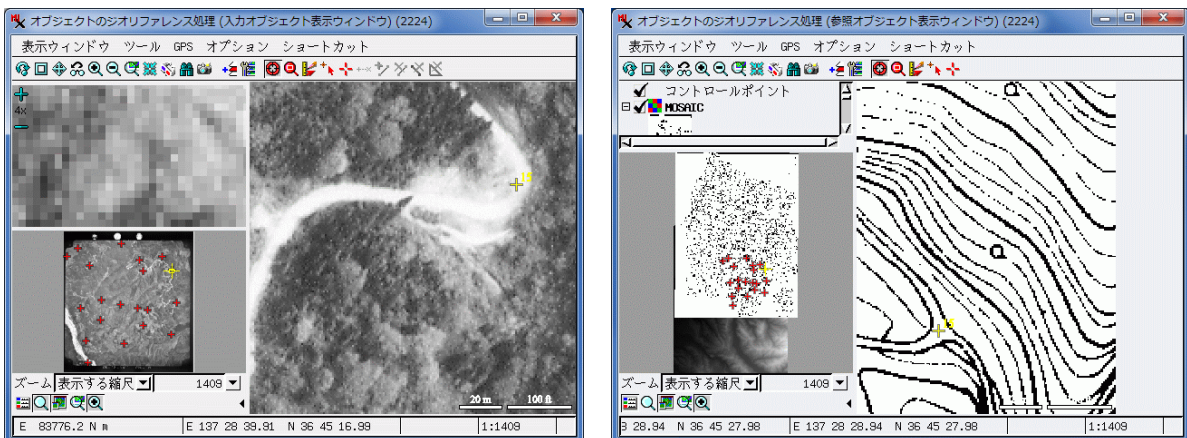 オブジェクトのジオリファレンス処理 (入力オブジェクト表示ウィンドウ) (2224)
表示ウィンドウ ツール GPS オプション ショートカット
4x
ズーム 表示する縮尺 1409
20 m 100 ft
E 83776.2 N m E 137 28 39.91 N 36 45 16.99 1:1409
オブジェクトのジオリファレンス処理 (参照オブジェクト表示ウィンドウ) (2224)
表示ウィンドウ ツール GPS オプション ショートカット
コントロールポイント
MOSAIC
ズーム 表示する縮尺 1409
3 28.94 N 36 45 27.98 E 137 28 28.94 N 36 45 27.98 1:1409